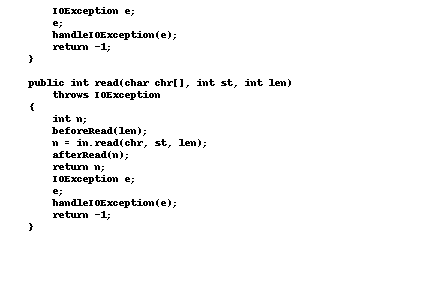 IOException e;
e;
handleIOException(e);
return -1;
}
public int read(char chr[], int st, int len)
throws IOException
{
int n;
beforeRead(len);
n = in.read(chr, st, len);
afterRead(n);
return n;
IOException e;
e;
handleIOException(e);
return -1;
}